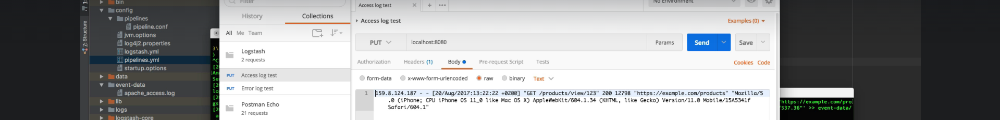 bin
config
pipelines
pipeline.conf
jvm.options
log4j2.properties
logstash.yml
pipelines.yml
startup.options
data
event-data
apache_access.log
lib
logs
logstash-core
Z: Structure
3\
}
^C
Filter
History
Collections
All Me Team
Logstash
2 requests
PUT Access log test
PUT Error log test
Postman Echo
21 requests
Access log test
No Environment
Access log test
Examples (0)
PUT
localhost:8080
Params
Send
Save
Authorization
Headers (1)
Body
Pre-request Script
Tests
Cookies Code
form-data
x-www-form-urlencoded
raw
binary
Text
1 159.8.124.187 - - [20/Aug/2017:13:22:22 +0200] "GET /products/view/123" 200 12798 "https://example.com/products" "Mozilla/5
.0 (iPhone; CPU iPhone OS 11_0 like Mac OS X) AppleWebKit/604.1.34 (KHTML, like Gecko) Version/11.0 Mobile/15A5341f
Safari/604.1"
https://example.com/pro
537.36"' >> event-data/